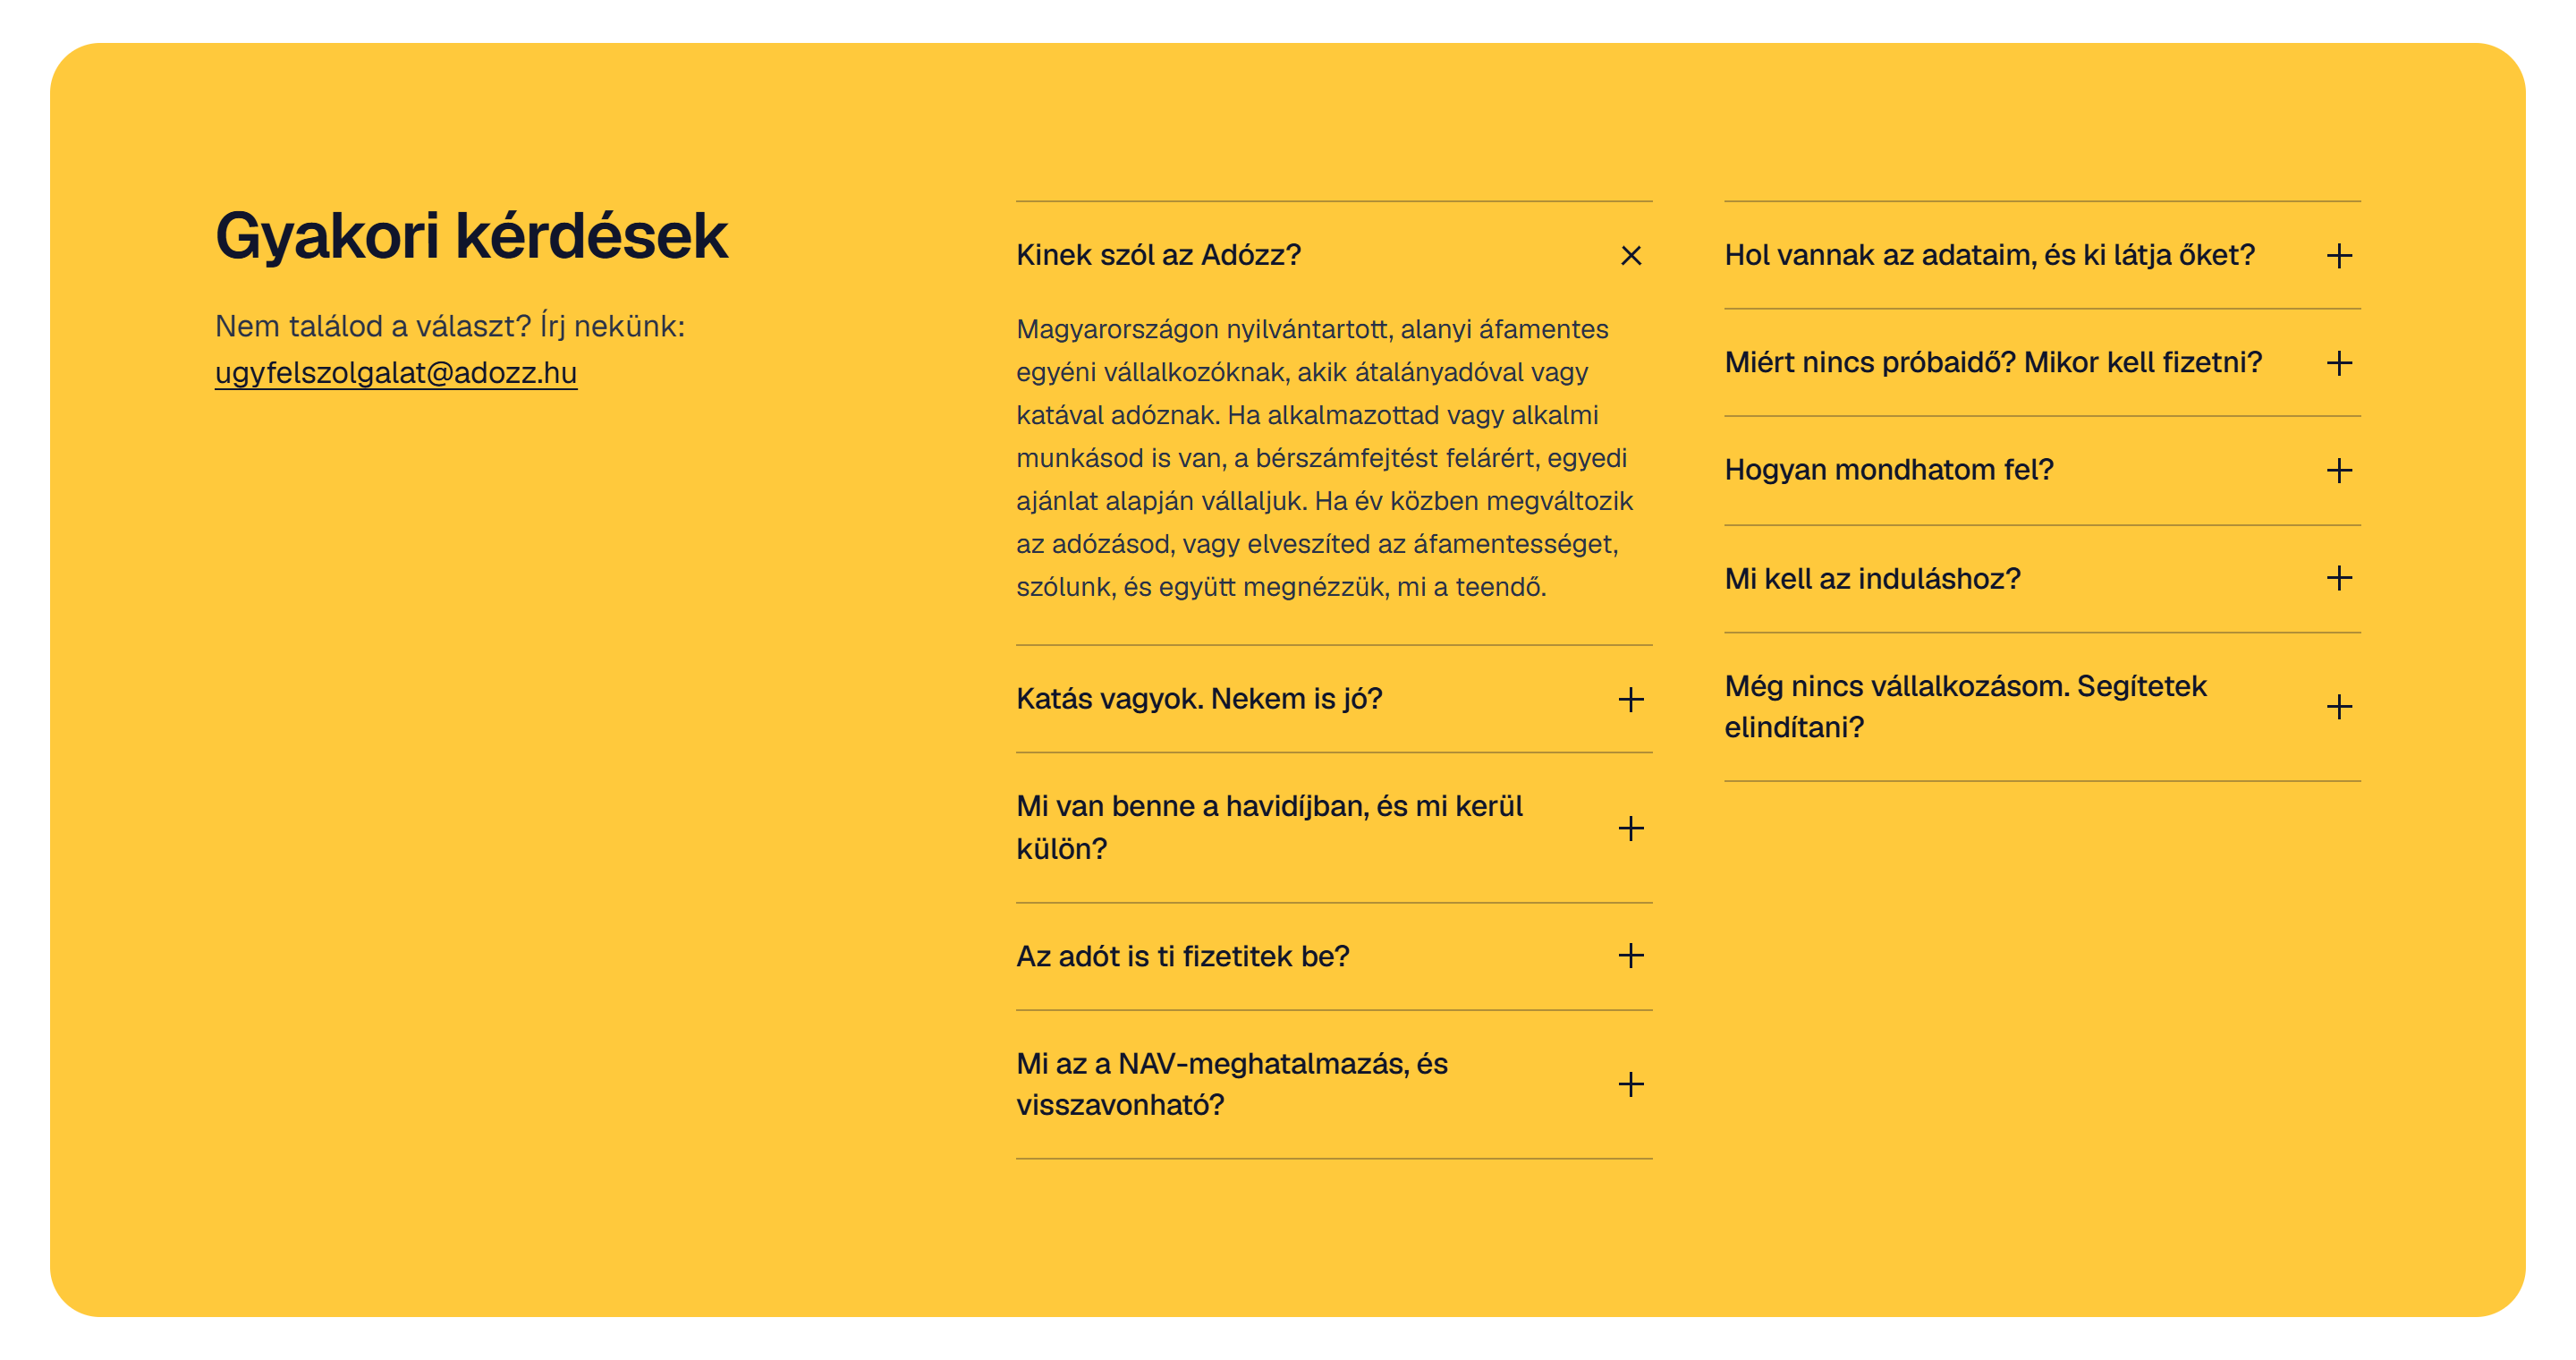 Gyakori kérdések
Nem találod a választ? Írj nekünk:
ugyfelszolgalat@adozz.hu
Kinek szól az Adózz?
Magyarországon nyilvántartott, alanyi áfamentes
egyéni vállalkozóknak, akik átalányadóval vagy
katával adóznak. Ha alkalmazottad vagy alkalmi
munkásod is van, a bérszámfejtést felárért, egyedi
ajánlat alapján vállaljuk. Ha év közben megváltozik
az adózásod, vagy elveszíted az áfamentességet,
szólunk, és együtt megnézzük, mi a teendő.
Katás vagyok. Nekem is jó?
Mi van benne a havidíjban, és mi kerül
külön?
Az adót is ti fizetitek be?
Mi az a NAV-meghatalmazás, és
visszavonható?
Hol vannak az adataim, és ki látja őket?
Miért nincs próbaidő? Mikor kell fizetni?
Hogyan mondhatom fel?
Mi kell az induláshoz?
Még nincs vállalkozásom. Segítetek
elindítani?